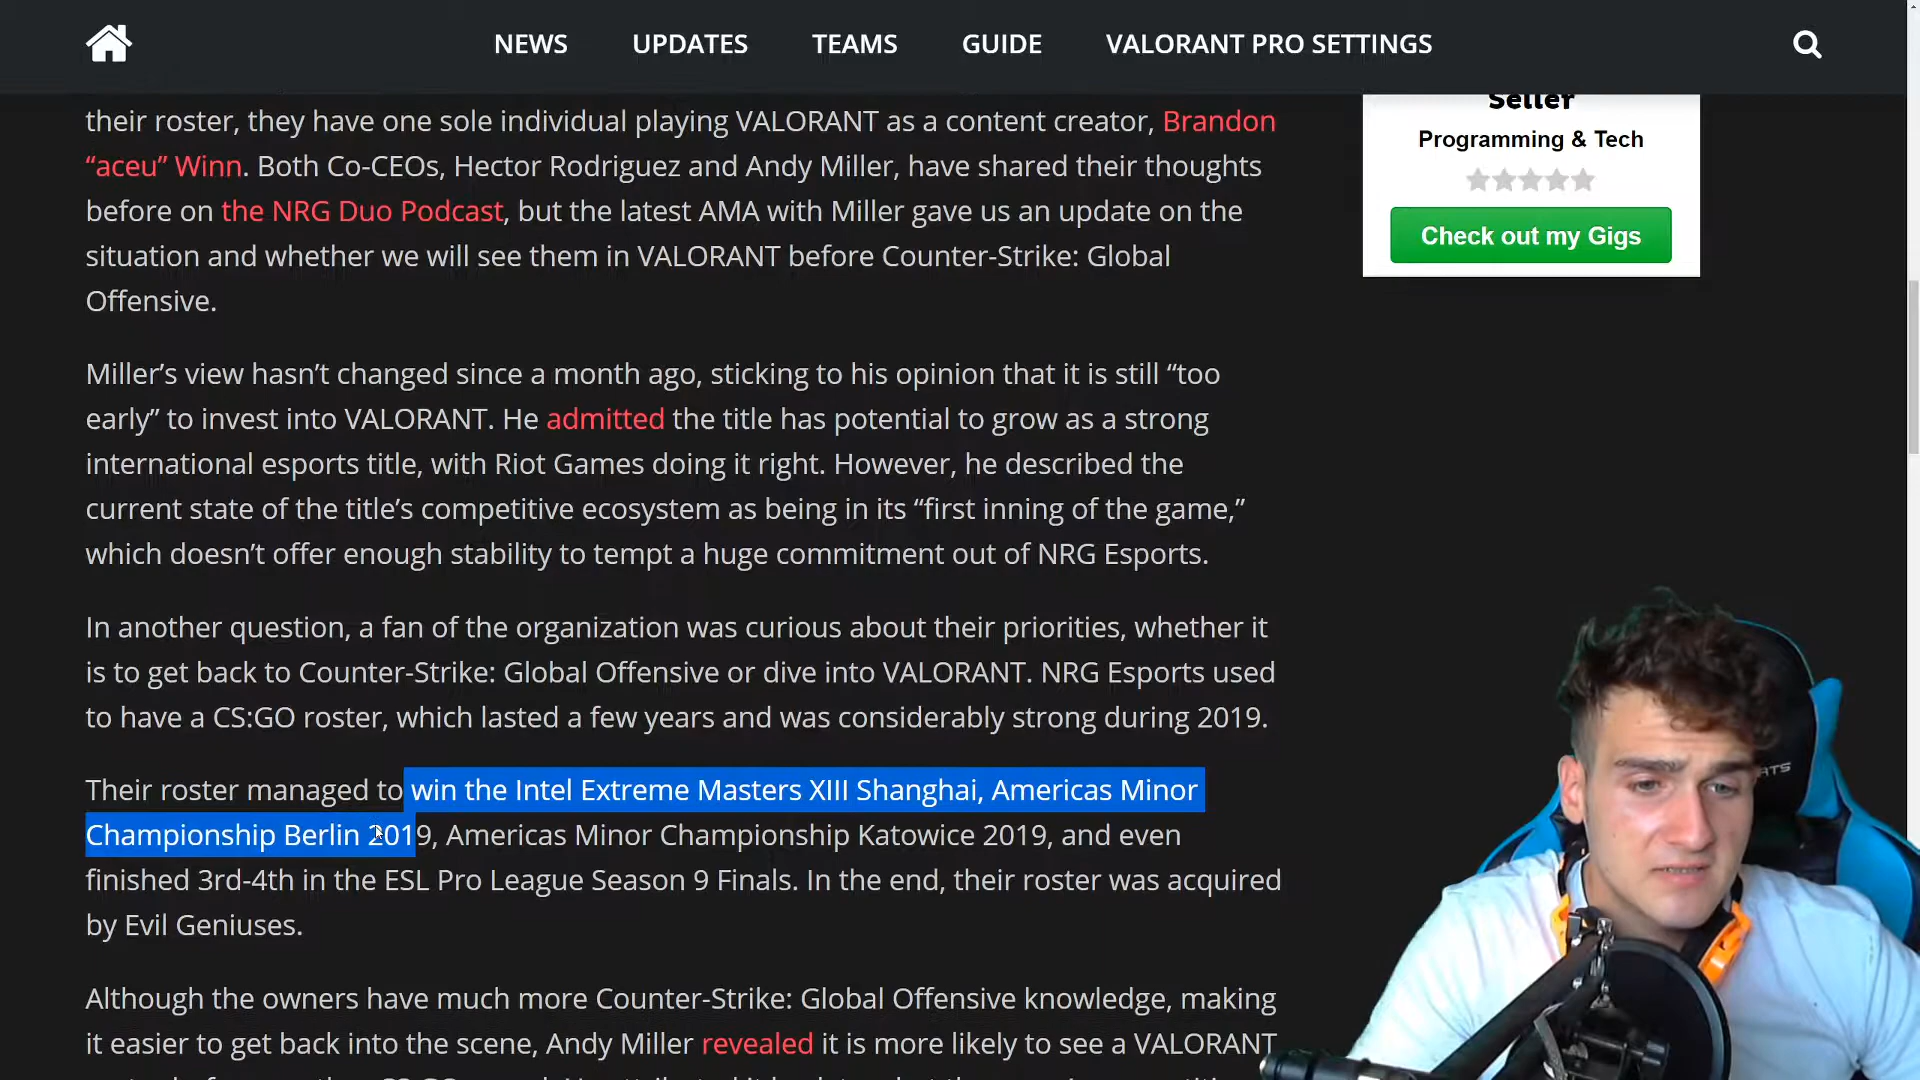 NEWS UPDATES TEAMS GUIDE VALORANT PRO SETTINGS
their roster, they have one sole individual playing VALORANT as a content creator, Brandon
“aceu” Winn. Both Co-CEOs, Hector Rodriguez and Andy Miller, have shared their thoughts
before on the NRG Duo Podcast, but the latest AMA with Miller gave us an update on the
situation and whether we will see them in VALORANT before Counter-Strike: Global
Offensive.
Miller’s view hasn’t changed since a month ago, sticking to his opinion that it is still “too
early” to invest into VALORANT. He admitted the title has potential to grow as a strong
international esports title, with Riot Games doing it right. However, he described the
current state of the title’s competitive ecosystem as being in its “first inning of the game,”
which doesn’t offer enough stability to tempt a huge commitment out of NRG Esports.
In another question, a fan of the organization was curious about their priorities, whether it
is to get back to Counter-Strike: Global Offensive or dive into VALORANT. NRG Esports used
to have a CS:GO roster, which lasted a few years and was considerably strong during 2019.
Their roster managed to win the Intel Extreme Masters XIII Shanghai, Americas Minor
Championship Berlin 2019, Americas Minor Championship Katowice 2019, and even
finished 3rd-4th in the ESL Pro League Season 9 Finals. In the end, their roster was acquired
by Evil Geniuses.
Although the owners have much more Counter-Strike: Global Offensive knowledge, making
it easier to get back into the scene, Andy Miller revealed it is more likely to see a VALORANT
Seller
Programming & Tech
Check out my Gigs